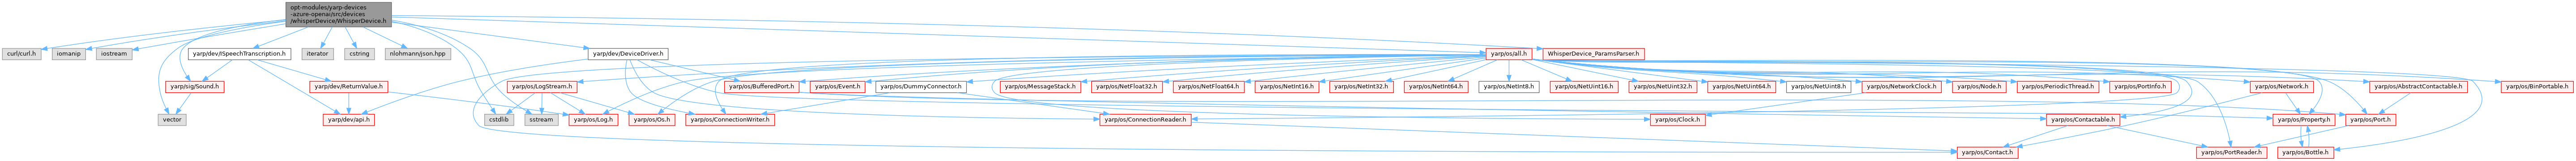 opt-modules/yarp-devices
-azure-openai/src/devices
/whisperDevice/WhisperDevice.h
curl/curl.h
iomanip
iostream
yarp/dev/ISpeechTranscription.h
iterator
cstring
nlohmann/json.hpp
yarp/dev/DeviceDriver.h
yarp/os/all.h
WhisperDevice_ParamsParser.h
yarp/sig/Sound.h
yarp/dev/ReturnValue.h
yarp/os/LogStream.h
yarp/os/BufferedPort.h
yarp/os/Event.h
yarp/os/DummyConnector.h
yarp/os/MessageStack.h
yarp/os/NetFloat32.h
yarp/os/NetFloat64.h
yarp/os/NetInt16.h
yarp/os/NetInt32.h
yarp/os/NetInt64.h
yarp/os/NetInt8.h
yarp/os/NetUint16.h
yarp/os/NetUint32.h
yarp/os/NetUint64.h
yarp/os/NetUint8.h
yarp/os/NetworkClock.h
yarp/os/Node.h
yarp/os/PeriodicThread.h
yarp/os/PortInfo.h
yarp/os/Network.h
yarp/os/AbstractContactable.h
yarp/os/BinPortable.h
vector
yarp/dev/api.h
cstdlib
sstream
yarp/os/Log.h
yarp/os/Os.h
yarp/os/ConnectionWriter.h
yarp/os/ConnectionReader.h
yarp/os/Clock.h
yarp/os/Contactable.h
yarp/os/Property.h
yarp/os/Port.h
yarp/os/Contact.h
yarp/os/PortReader.h
yarp/os/Bottle.h